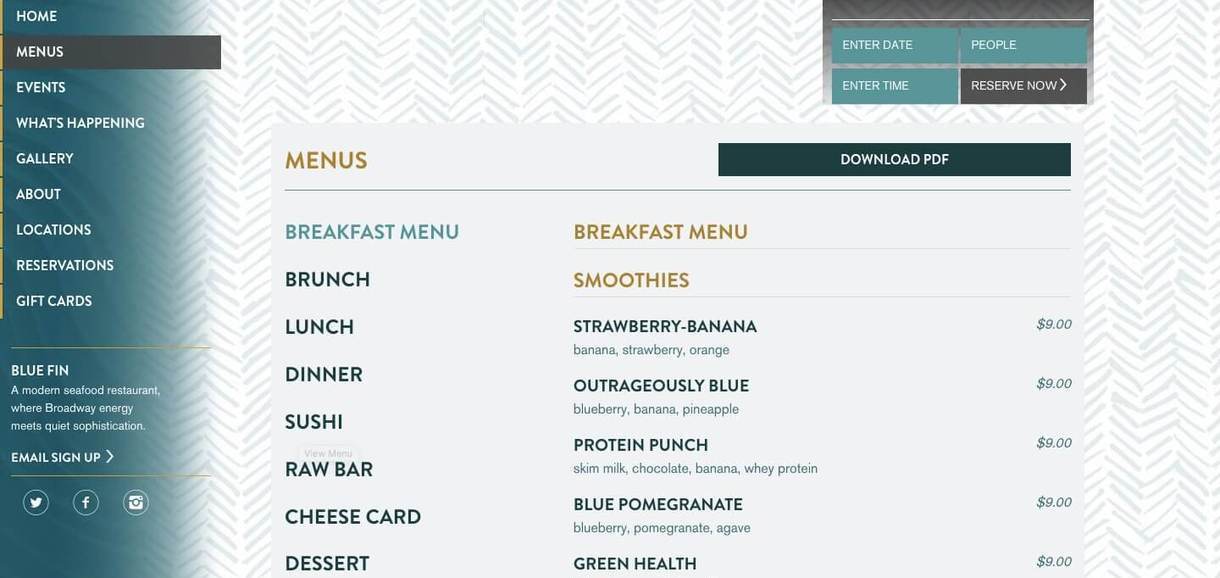 HOME
MENUS
EVENTS
WHAT'S HAPPENING
GALLERY
ABOUT
LOCATIONS
RESERVATIONS
GIFT CARDS
BLUE FIN
A modern seafood restaurant,
where Broadway energy
meets quiet sophistication.
EMAIL SIGN UP
ENTER DATE
PEOPLE
ENTER TIME
RESERVE NOW
MENUS
DOWNLOAD PDF
BREAKFAST MENU
BRUNCH
LUNCH
DINNER
SUSHI
View Menu
RAW BAR
CHEESE CARD
DESSERT
BREAKFAST MENU
SMOOTHIES
STRAWBERRY-BANANA $9.00
banana, strawberry, orange
OUTRAGEOUSLY BLUE $9.00
blueberry, banana, pineapple
PROTEIN PUNCH $9.00
skim milk, chocolate, banana, whey protein
BLUE POMEGRANATE $9.00
blueberry, pomegranate, agave
GREEN HEALTH $9.00